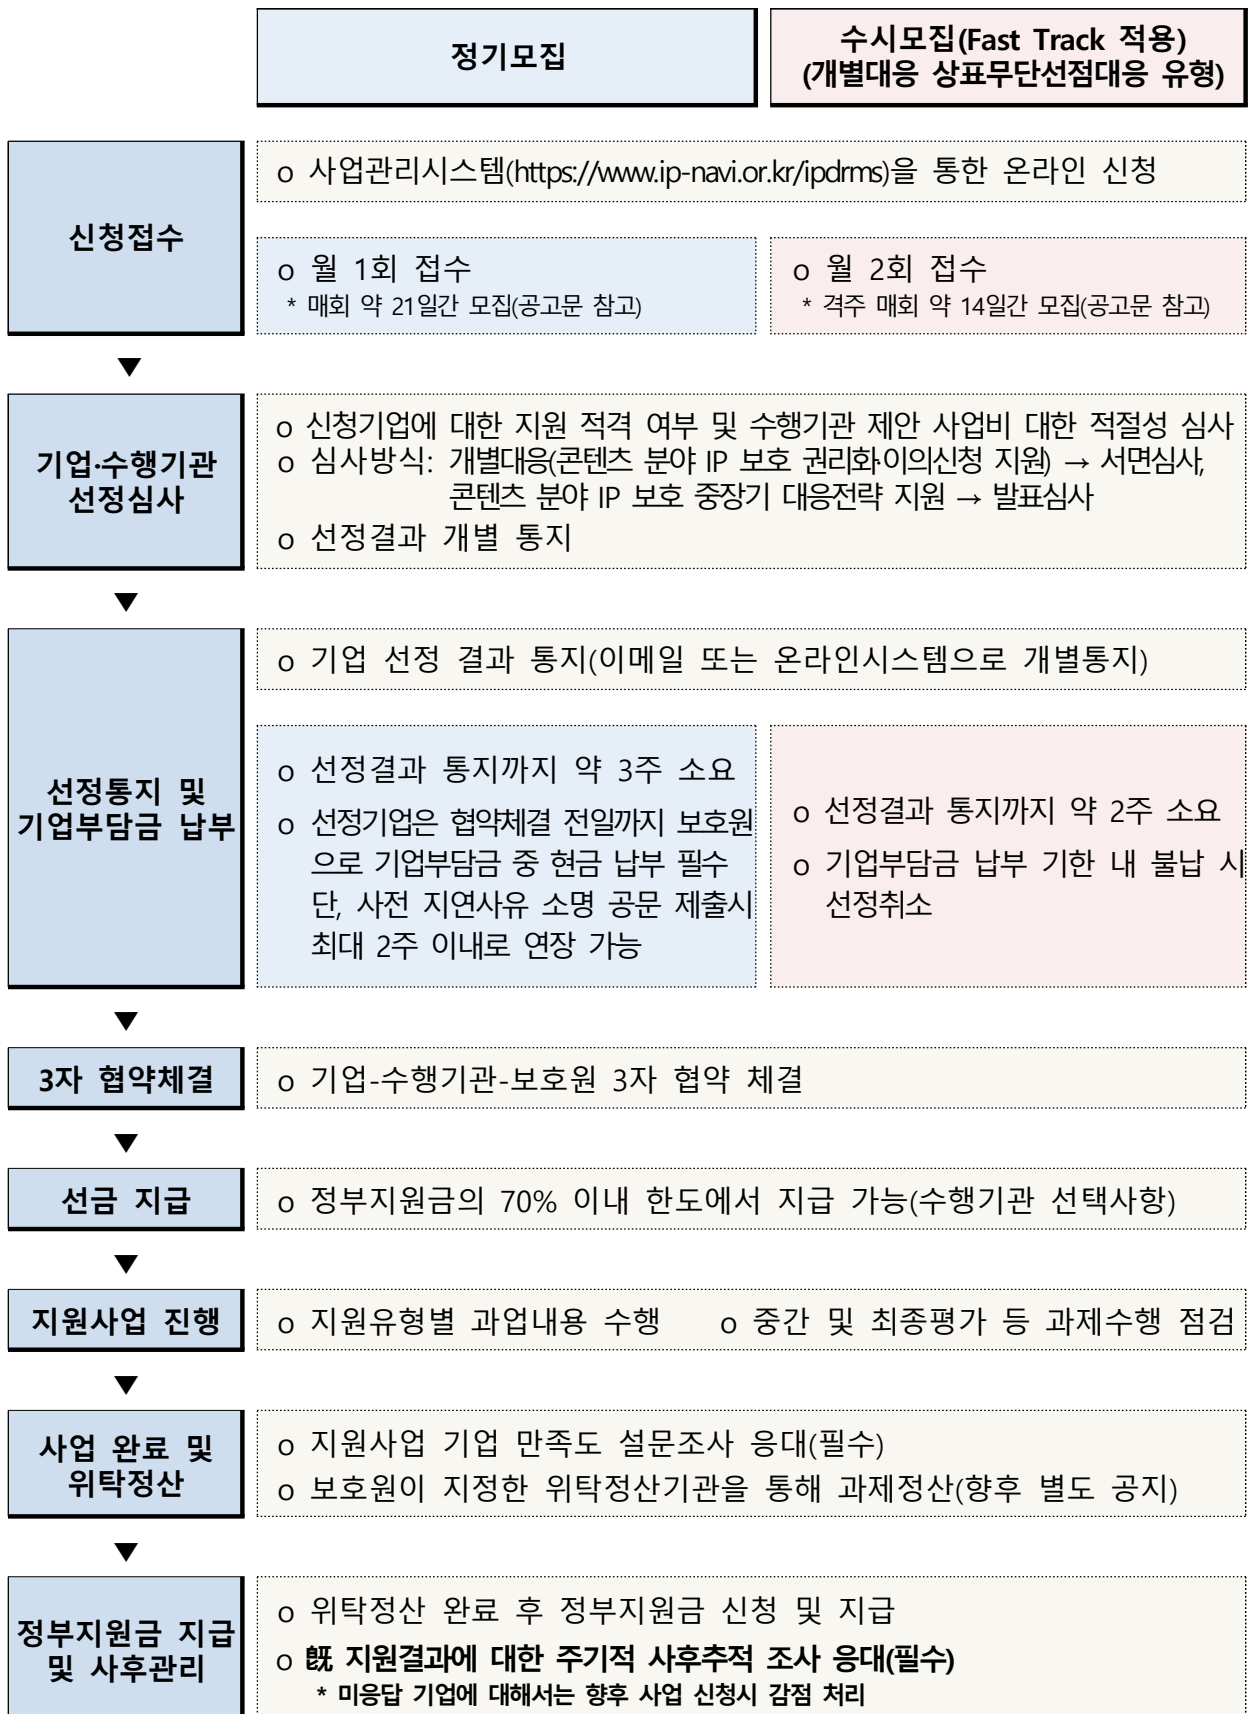 정기모집
수시모집(Fast Track 적용)
(개별대응 상표무단선점대응 유형)
신청접수
o 사업관리시스템(https://www.ip-navi.or.kr/ipdrms)을 통한 온라인 신청
o 월 1회 접수
* 매회 약 21일간 모집(공고문 참고)
o 월 2회 접수
* 격주 매회 약 14일간 모집(공고문 참고)
▼
기업·수행기관
선정심사
o 신청기업에 대한 지원 적격 여부 및 수행기관 제안 사업비 대한 적절성 심사
o 심사방식: 개별대응(콘텐츠 분야 IP 보호 권리화·이의신청 지원) → 서면심사,
콘텐츠 분야 IP 보호 중장기 대응전략 지원 → 발표심사
o 선정결과 개별 통지
▼
선정통지 및
기업부담금 납부
o 기업 선정 결과 통지(이메일 또는 온라인시스템으로 개별통지)
o 선정결과 통지까지 약 3주 소요
o 선정기업은 협약체결 전일까지 보호원
으로 기업부담금 중 현금 납부 필수
단, 사전 지연사유 소명 공문 제출시
최대 2주 이내로 연장 가능
o 선정결과 통지까지 약 2주 소요
o 기업부담금 납부 기한 내 불납 시
선정취소
▼
3자 협약체결
o 기업-수행기관-보호원 3자 협약 체결
▼
선금 지급
o 정부지원금의 70% 이내 한도에서 지급 가능(수행기관 선택사항)
▼
지원사업 진행
o 지원유형별 과업내용 수행 o 중간 및 최종평가 등 과제수행 점검
▼
사업 완료 및
위탁정산
o 지원사업 기업 만족도 설문조사 응대(필수)
o 보호원이 지정한 위탁정산기관을 통해 과제정산(향후 별도 공지)
▼
정부지원금 지급
및 사후관리
o 위탁정산 완료 후 정부지원금 신청 및 지급
o 旣 지원결과에 대한 주기적 사후추적 조사 응대(필수)
* 미응답 기업에 대해서는 향후 사업 신청시 감점 처리